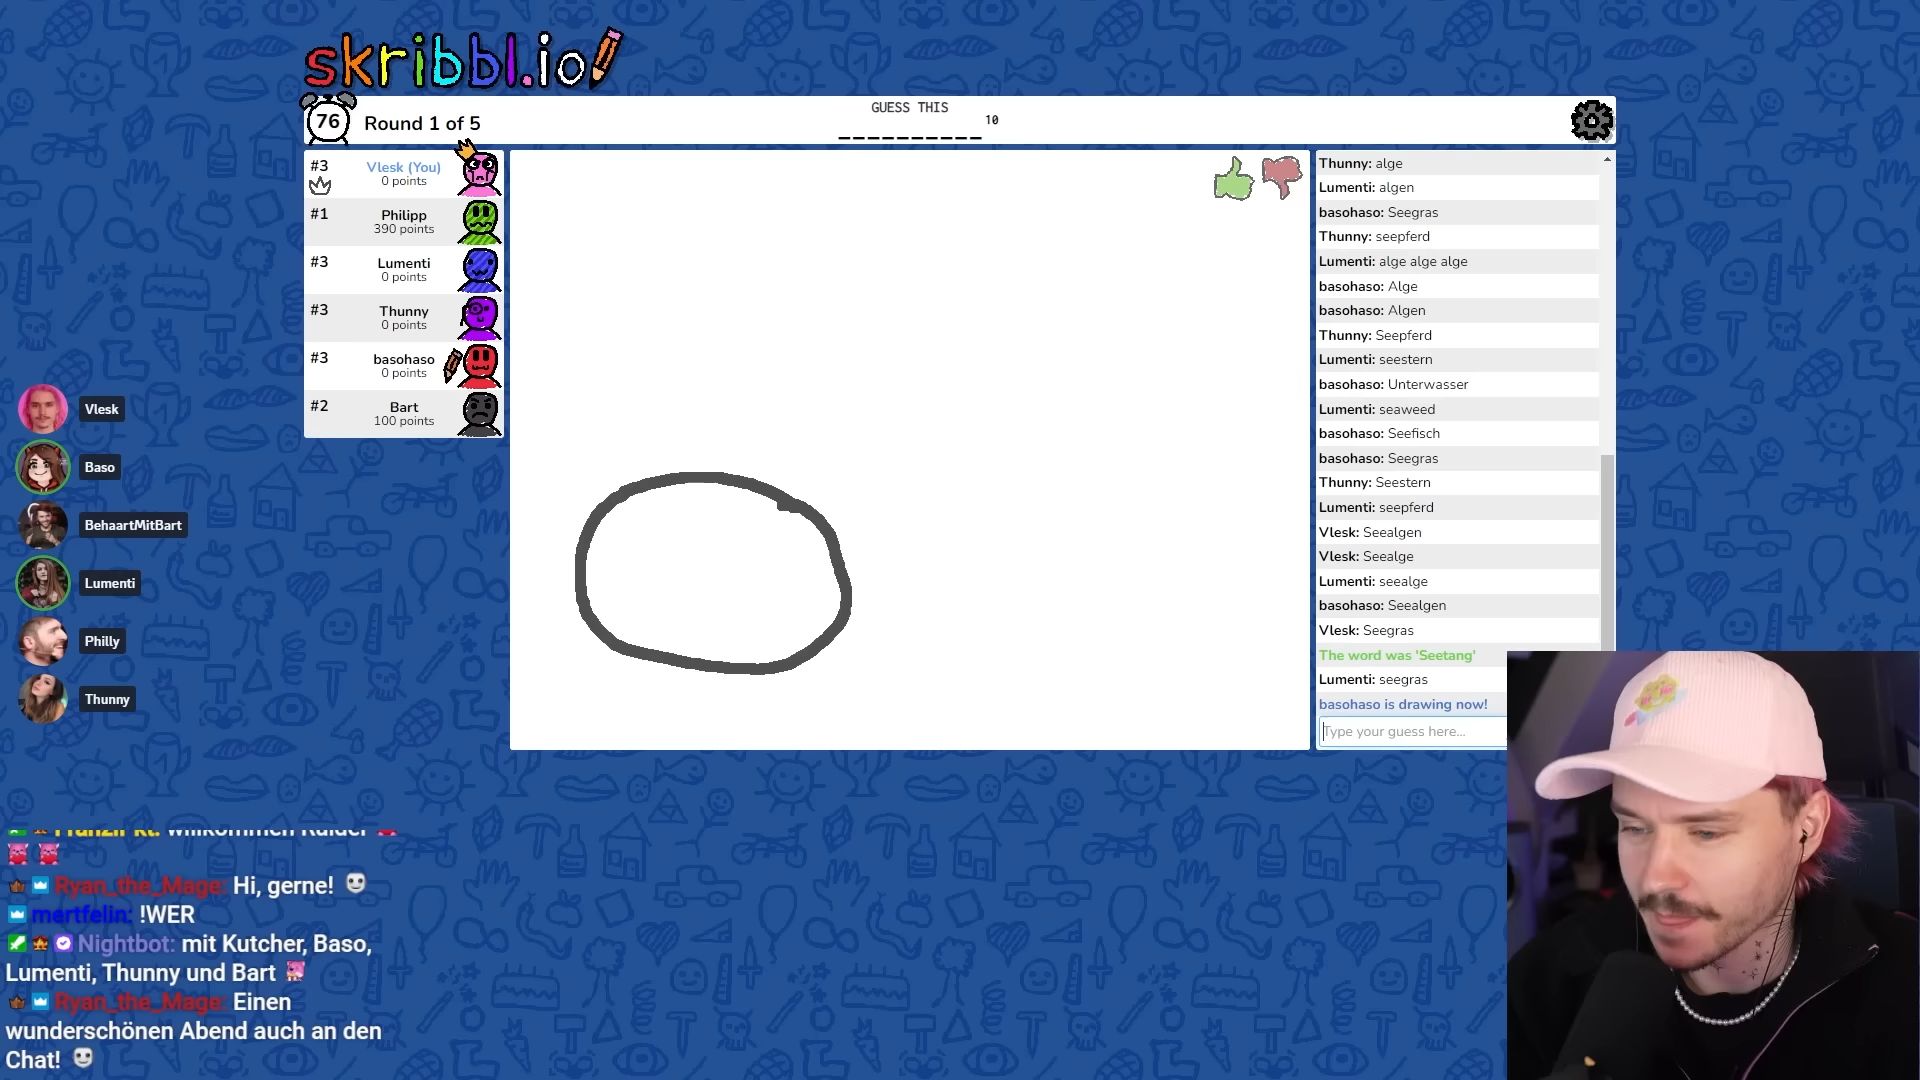 skribbl.io
76
Round 1 of 5
GUESS THIS
__________ 10
#3
Vlesk (You)
0 points
#1
Philipp
390 points
#3
Lumenti
0 points
#3
Thunny
0 points
#3
basohaso
0 points
#2
Bart
100 points
Thunny: alge
Lumenti: algen
basohaso: Seegras
Thunny: seepferd
Lumenti: alge alge alge
basohaso: Alge
basohaso: Algen
Thunny: Seepferd
Lumenti: seestern
basohaso: Unterwasser
Lumenti: seaweed
basohaso: Seefisch
basohaso: Seegras
Thunny: Seestern
Lumenti: seepferd
Vlesk: Seealgen
Vlesk: Seealge
Lumenti: seealge
basohaso: Seealgen
Vlesk: Seegras
The word was 'Seetang'
Lumenti: seegras
basohaso is drawing now!
Type your guess here...
Vlesk
Baso
BehaartMitBart
Lumenti
Philly
Thunny
willkommen Raider
Ryan_the_Mage: Hi, gerne!
mertfelin: !WER
Nightbot: mit Kutcher, Baso,
Lumenti, Thunny und Bart
Ryan_the_Mage: Einen
wunderschönen Abend auch an den
Chat!